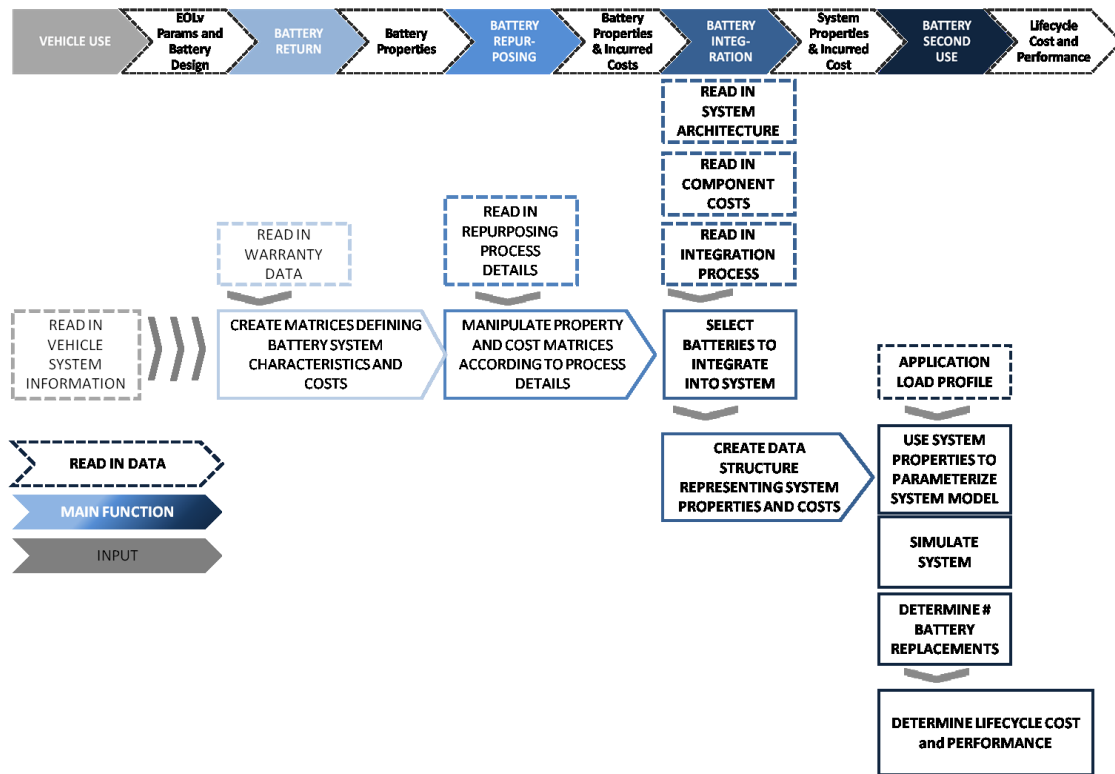 VEHICLE USE
EOLv
Params and
Battery
Design
BATTERY
RETURN
Battery
Properties
BATTERY
REPUR-
POSING
Battery
Properties
& Incurred
Costs
BATTERY
INTEG-
RATION
System
Properties
& Incurred
Cost
BATTERY
SECOND
USE
Lifecycle
Cost and
Performance
READ IN
SYSTEM
ARCHITECTURE
READ IN
COMPONENT
COSTS
READ IN
INTEGRATION
PROCESS
READ IN
REPURPOSING
PROCESS
DETAILS
READ IN
WARRANTY
DATA
READ IN
VEHICLE
SYSTEM
INFORMATION
CREATE MATRICES DEFINING
BATTERY SYSTEM
CHARACTERISTICS AND
COSTS
MANIPULATE PROPERTY
AND COST MATRICES
ACCORDING TO PROCESS
DETAILS
SELECT
BATTERIES TO
INTEGRATE
INTO SYSTEM
APPLICATION
LOAD PROFILE
CREATE DATA
STRUCTURE
REPRESENTING SYSTEM
PROPERTIES AND COSTS
USE SYSTEM
PROPERTIES TO
PARAMETERIZE
SYSTEM MODEL
SIMULATE
SYSTEM
DETERMINE #
BATTERY
REPLACEMENTS
DETERMINE LIFECYCLE COST
and PERFORMANCE
READ IN DATA
MAIN FUNCTION
INPUT